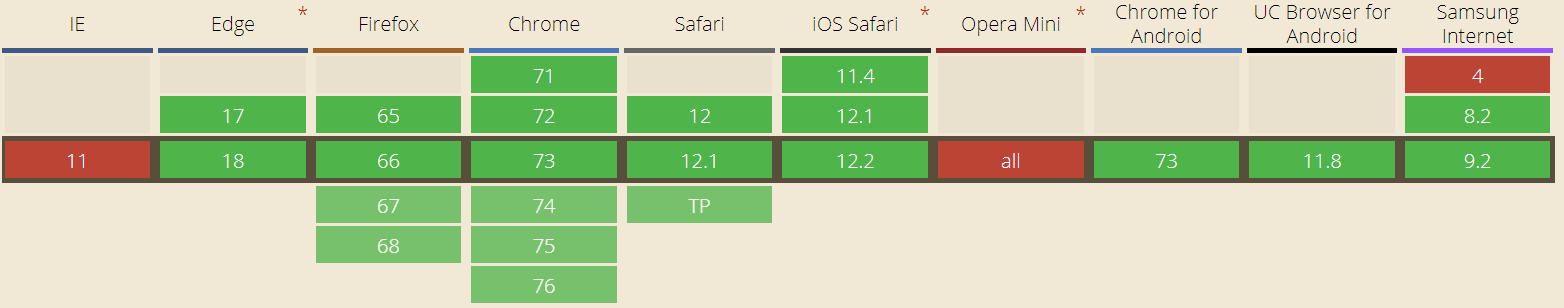 IE Edge * Firefox Chrome Safari iOS Safari * Opera Mini * Chrome for Android UC Browser for Android Samsung Internet
71 11.4 4
17 65 72 12 12.1 8.2
11 18 66 73 12.1 12.2 all 73 11.8 9.2
67 74 TP
68 75
76